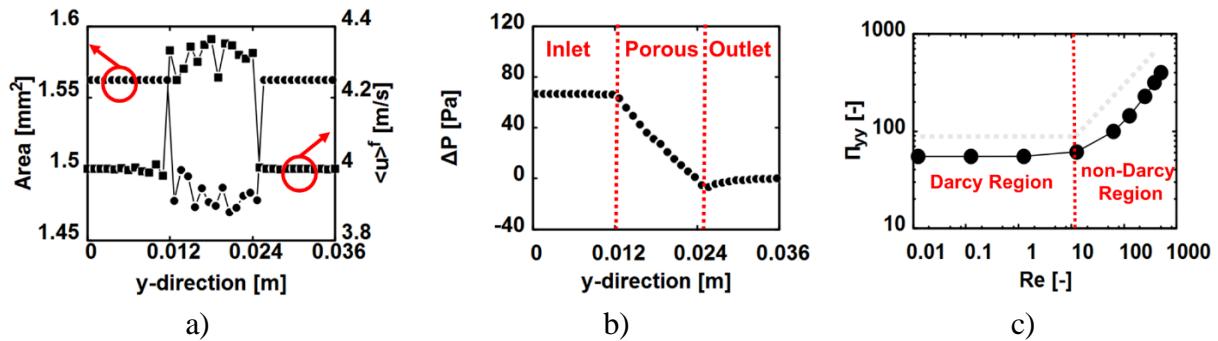 1.6
1.55
1.5
1.45
Area [mm²]
4.4
4.2
4
3.8
<u>ᶠ [m/s]
0 0.012 0.024 0.036
y-direction [m]
a)
120
80
40
0
-40
ΔP [Pa]
Inlet Porous Outlet
0 0.012 0.024 0.036
y-direction [m]
b)
1000
100
10
Πyy [-]
Darcy Region
non-Darcy
Region
0.01 0.1 1 10 100 1000
Re [-]
c)